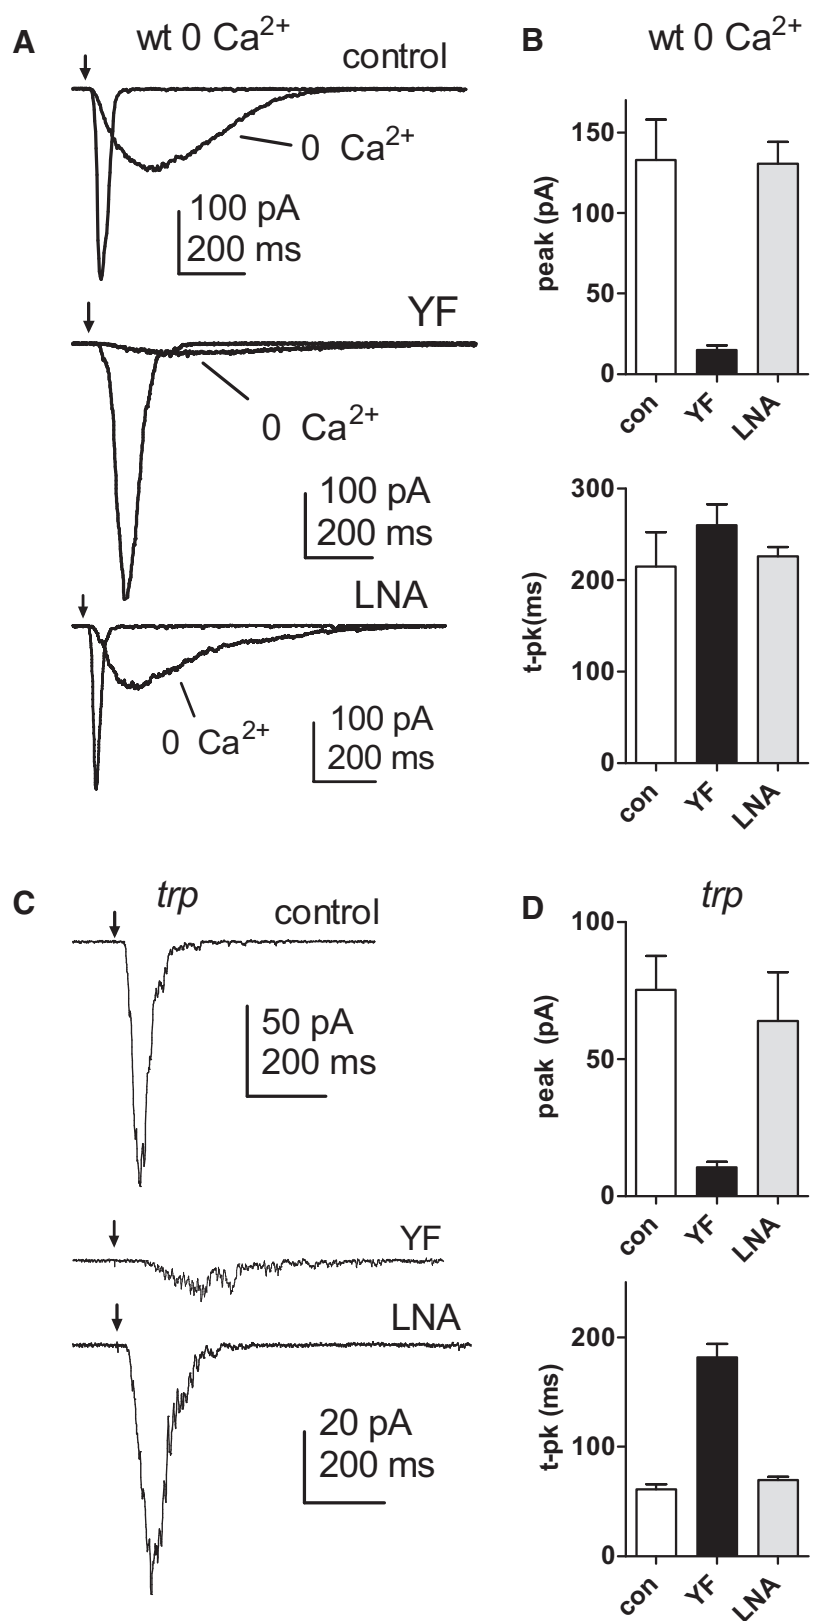 A
wt 0 Ca2+
control
0 Ca2+
100 pA
200 ms
YF
0 Ca2+
100 pA
200 ms
LNA
0 Ca2+
100 pA
200 ms
B
wt 0 Ca2+
peak (pA)
150
100
50
0
con
YF
LNA
t-pk(ms)
300
200
100
0
con
YF
LNA
C
trp
control
50 pA
200 ms
YF
LNA
20 pA
200 ms
D
trp
peak (pA)
100
50
0
con
YF
LNA
t-pk (ms)
200
100
0
con
YF
LNA